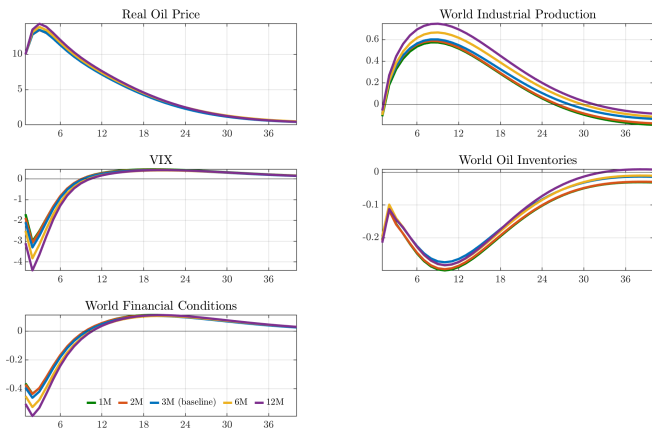 Real Oil Price
10
5
0
6 12 18 24 30 36
World Industrial Production
0.6
0.4
0.2
0
6 12 18 24 30 36
VIX
0
-1
-2
-3
-4
6 12 18 24 30 36
World Oil Inventories
0
-0.1
-0.2
6 12 18 24 30 36
World Financial Conditions
0
-0.2
-0.4
1M 2M 3M (baseline) 6M 12M
6 12 18 24 30 36